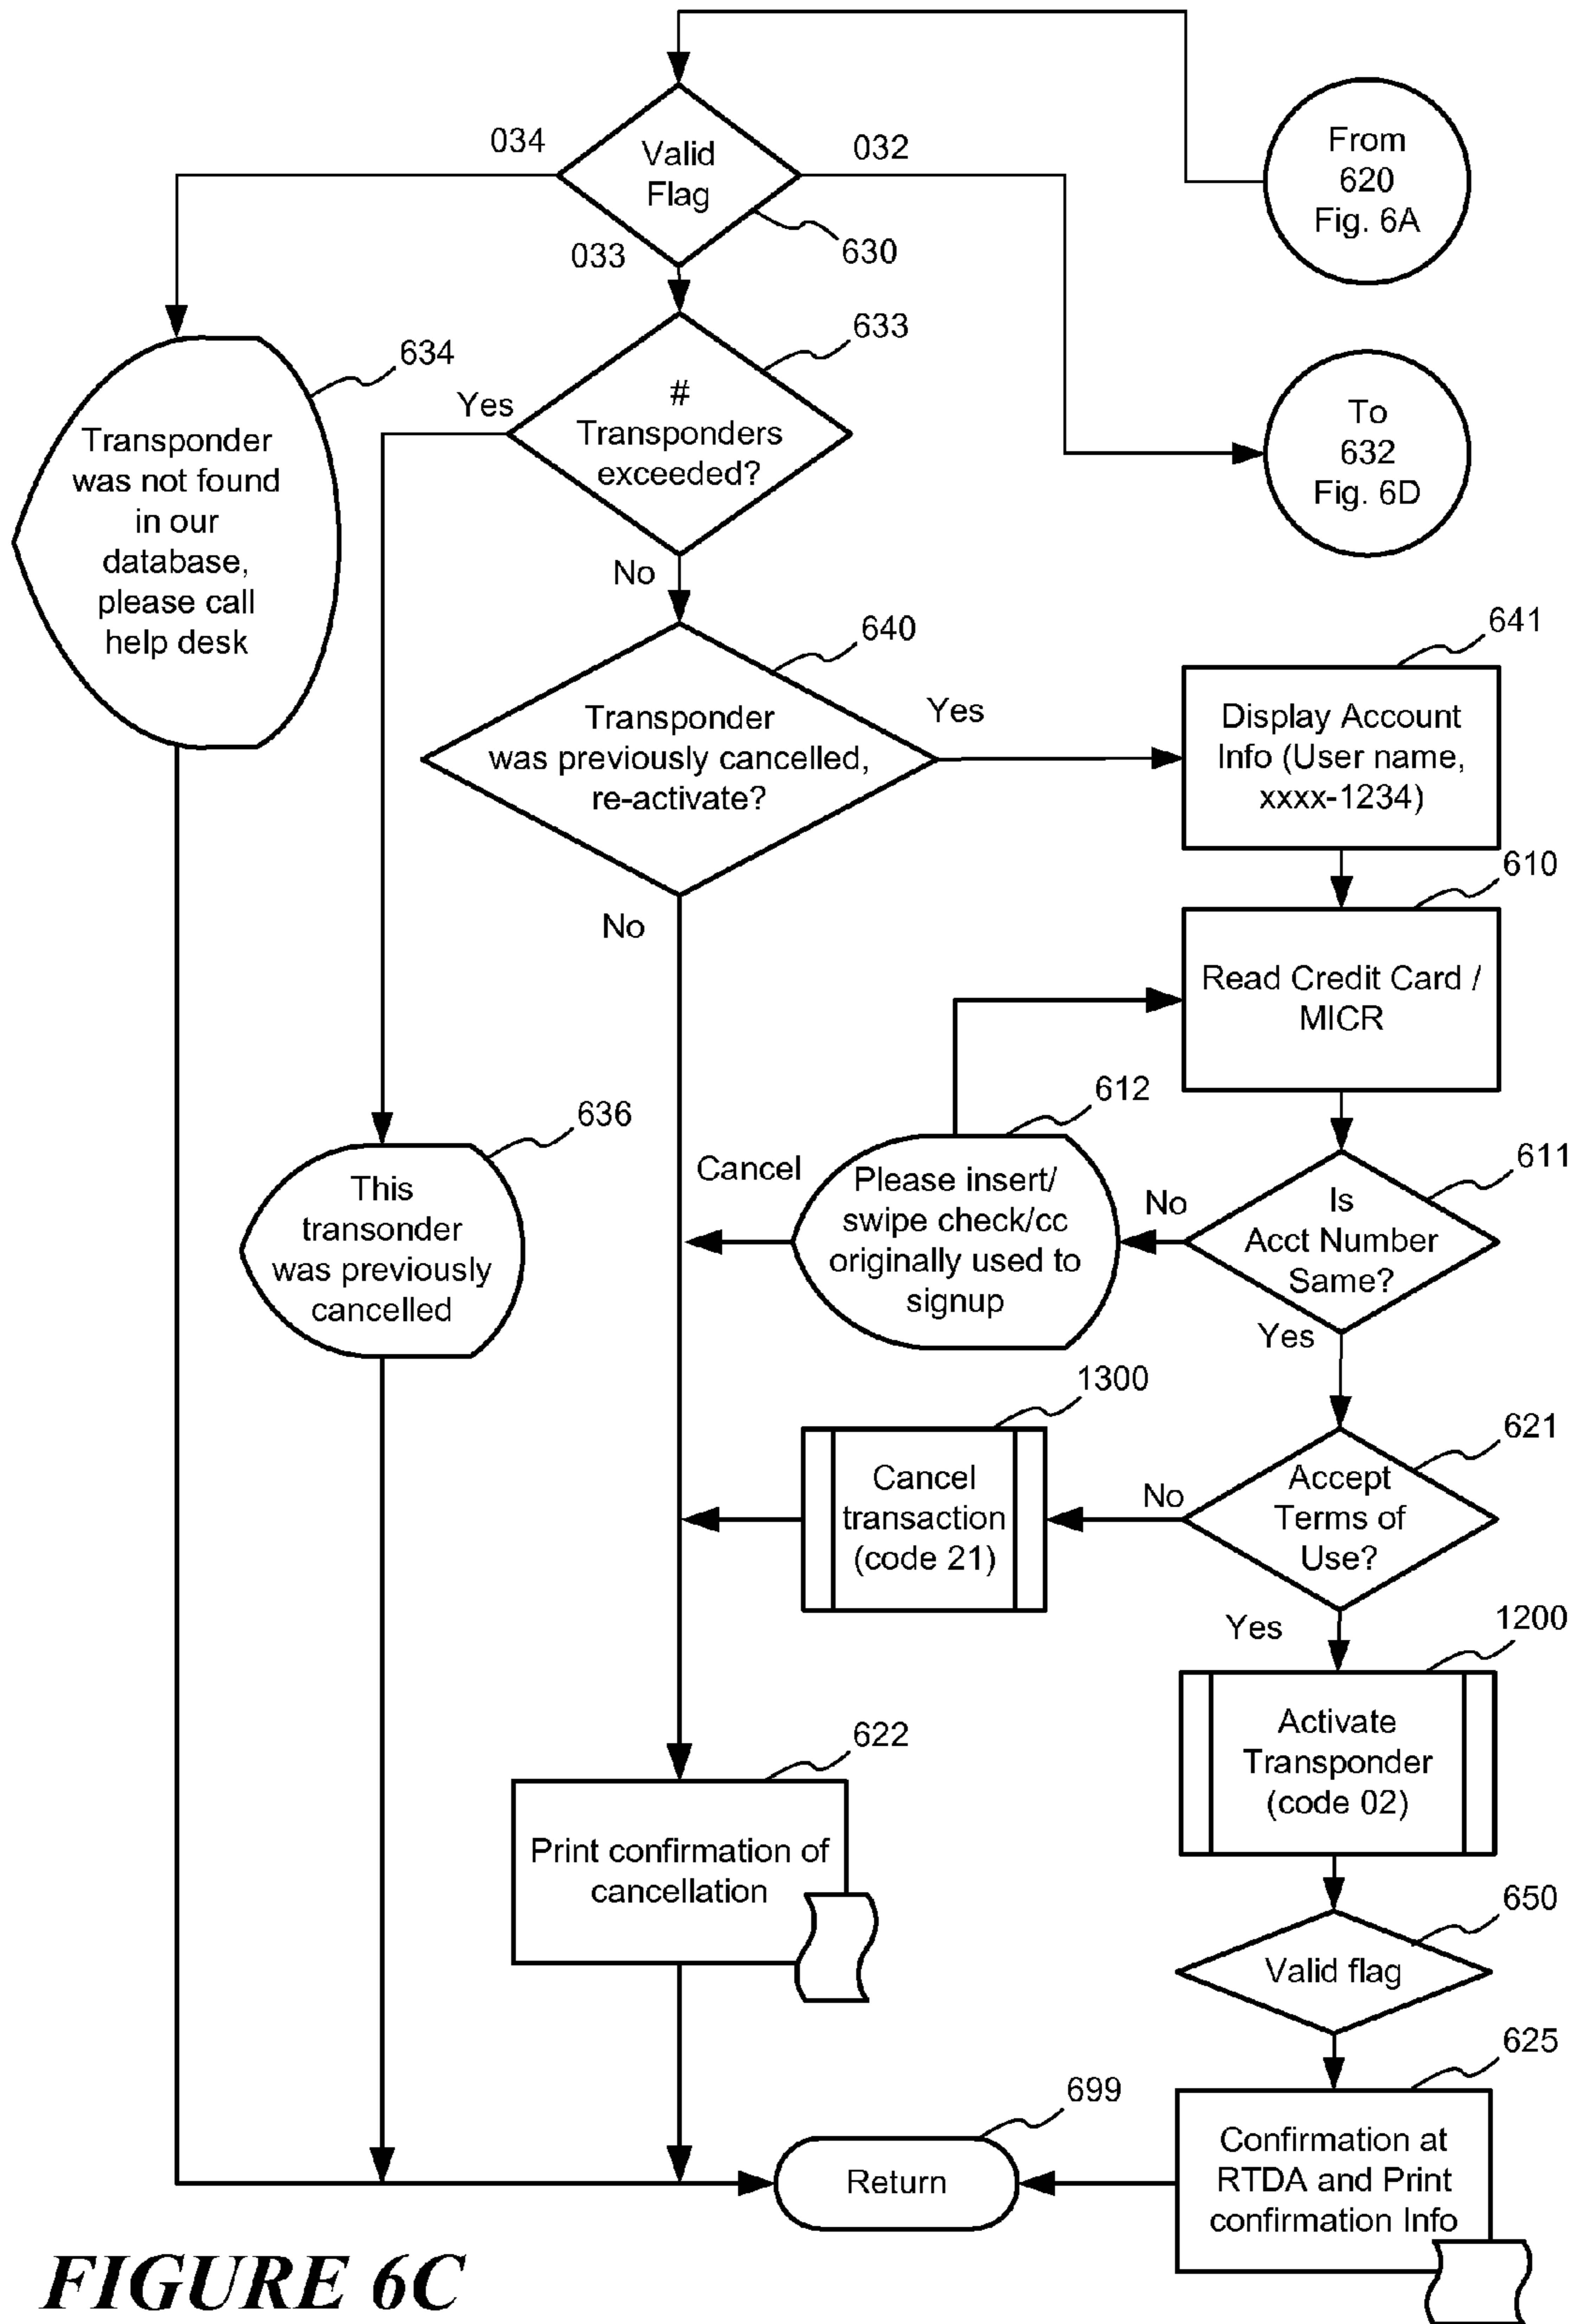 034
Valid
Flag
032
630
033
From
620
Fig. 6A
633
634
Yes
#
Transponders
exceeded?
To
632
Fig. 6D
Transponder
was not found
in our
database,
please call
help desk
No
640
641
Transponder
was previously cancelled,
re-activate?
Yes
Display Account
Info (User name,
xxxx-1234)
610
No
Read Credit Card /
MICR
612
636
611
Cancel
Please insert/
swipe check/cc
originally used to
signup
No
Is
Acct Number
Same?
This
transonder
was previously
cancelled
Yes
1300
621
Cancel
transaction
(code 21)
No
Accept
Terms of
Use?
Yes
1200
622
Activate
Transponder
(code 02)
Print confirmation of
cancellation
650
Valid flag
625
699
Return
Confirmation at
RTDA and Print
confirmation Info
FIGURE 6C